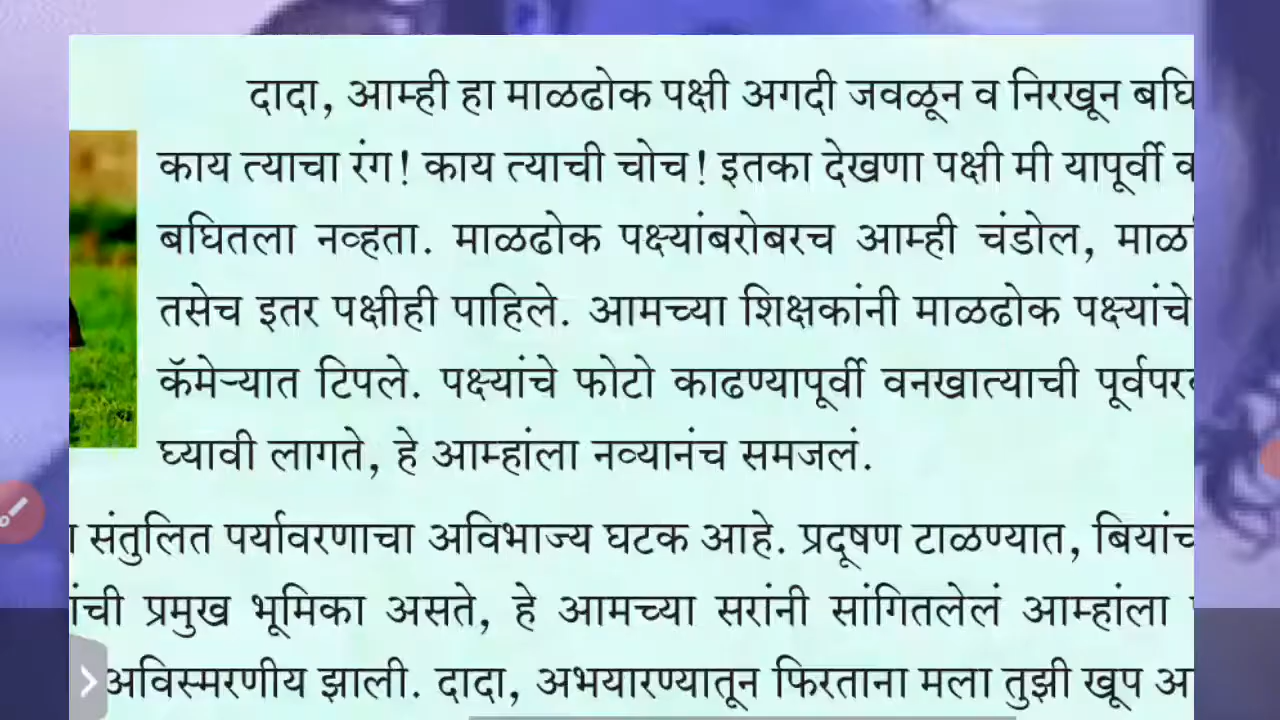 दादा, आम्ही हा माळढोक पक्षी अगदी जवळून व निरखून
काय त्याचा रंग! काय त्याची चोच! इतका देखणा पक्षी मी यापूर्वी
बघितला नव्हता. माळढोक पक्ष्यांबरोबरच आम्ही चंडोल,
तसेच इतर पक्षीही पाहिले. आमच्या शिक्षकांनी माळढोक पक्ष्यांचे
कॅमेऱ्यात टिपले. पक्ष्यांचे फोटो काढण्यापूर्वी वनखात्याची
घ्यावी लागते, हे आम्हांला नव्यानंच समजलं.
संतुलित पर्यावरणाचा अविभाज्य घटक आहे. प्रदूषण टाळण्यात,
प्रमुख भूमिका असते, हे आमच्या सरांनी सांगितलेलं आम्हांला
अविस्मरणीय झाली. दादा, अभयारण्यातून फिरताना मला तुझी खूप